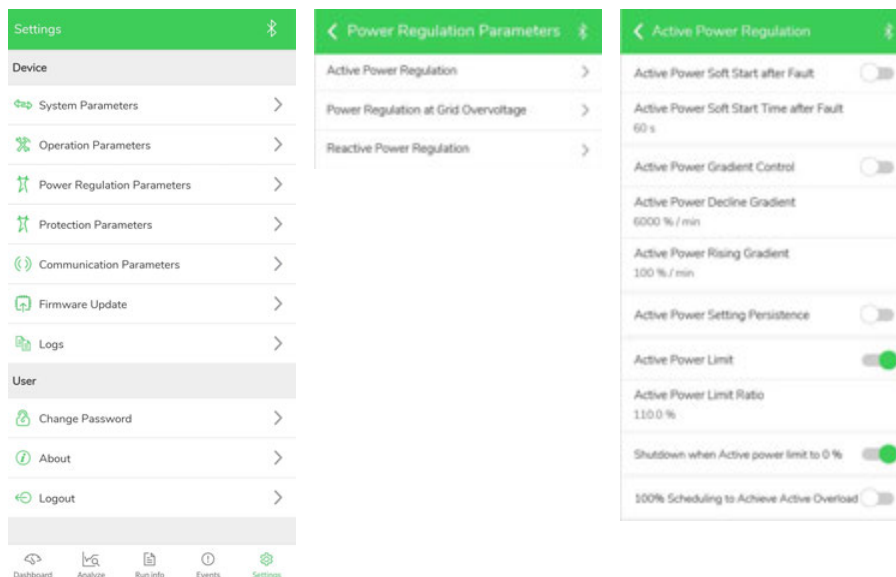 Settings
Device
System Parameters
Operation Parameters
Power Regulation Parameters
Protection Parameters
Communication Parameters
Firmware Update
Logs
User
Change Password
About
Logout
Dashboard
Analyze
Run info
Events
Settings
Power Regulation Parameters
Active Power Regulation
Power Regulation at Grid Overvoltage
Reactive Power Regulation
Active Power Regulation
Active Power Soft Start after Fault
Active Power Soft Start Time after Fault
60 s
Active Power Gradient Control
Active Power Decline Gradient
6000 % / min
Active Power Rising Gradient
100 % / min
Active Power Setting Persistence
Active Power Limit
Active Power Limit Ratio
110.0 %
Shutdown when Active power limit to 0 %
100% Scheduling to Achieve Active Overload